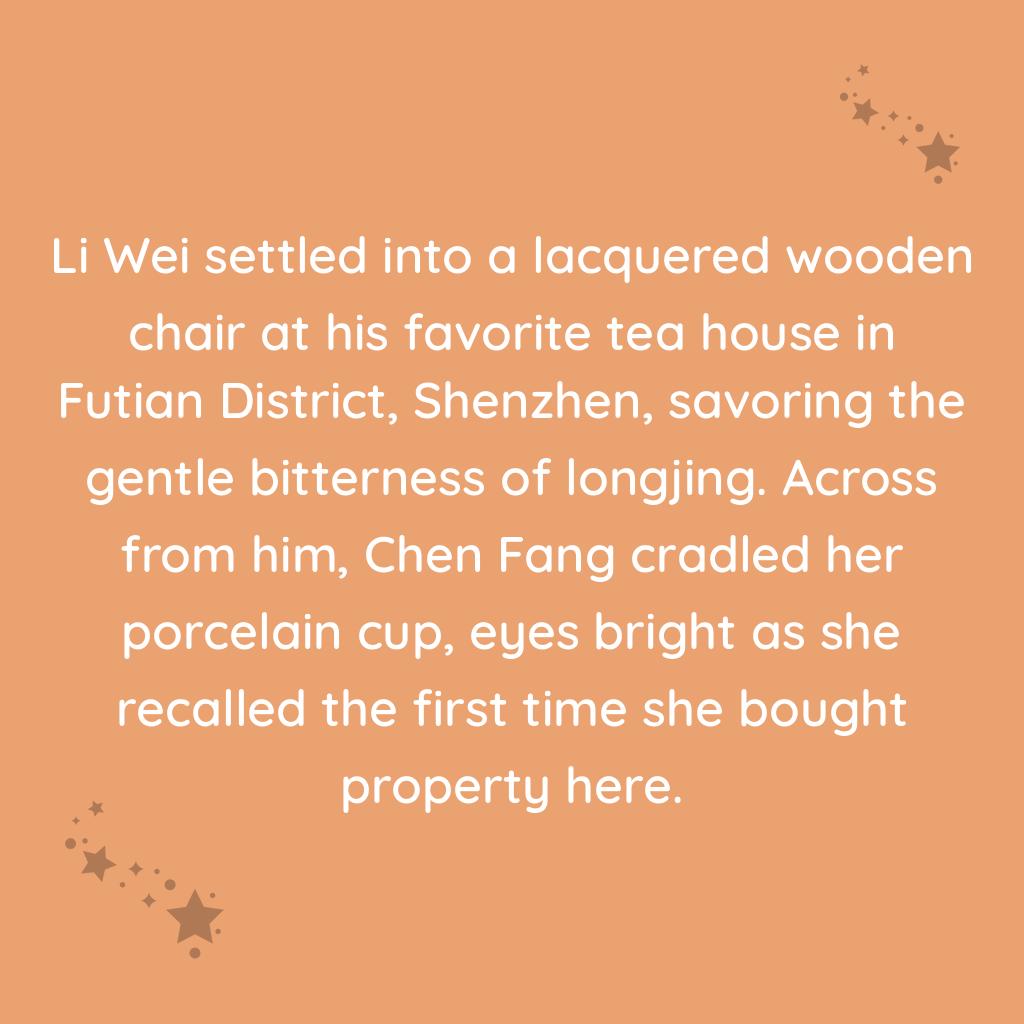 Li Wei settled into a lacquered wooden
chair at his favorite tea house in
Futian District, Shenzhen, savoring the
gentle bitterness of longjing. Across
from him, Chen Fang cradled her
porcelain cup, eyes bright as she
recalled the first time she bought
property here.